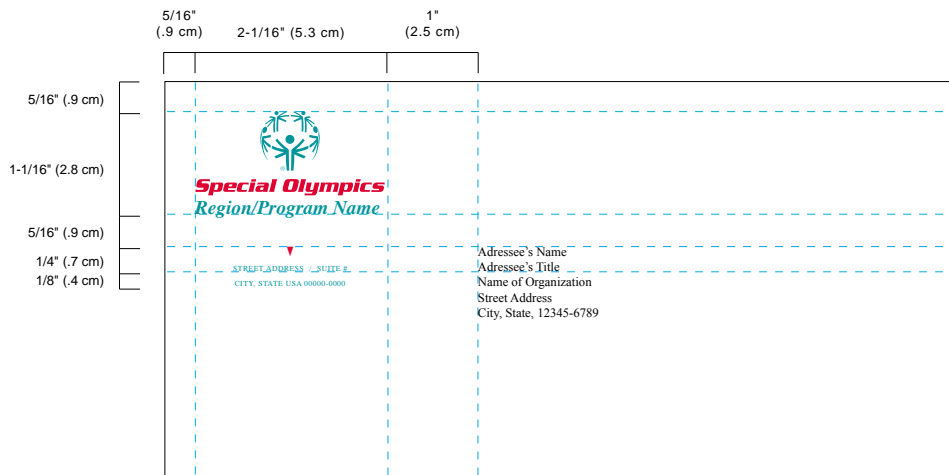 5/16"
(.9 cm)
2-1/16" (5.3 cm)
1"
(2.5 cm)
5/16" (.9 cm)
1-1/16" (2.8 cm)
5/16" (.9 cm)
1/4" (.7 cm)
1/8" (.4 cm)
®
Special Olympics
Region/Program Name
STREET ADDRESS / SUITE #
CITY, STATE USA 00000-0000
Adressee’s Name
Adressee’s Title
Name of Organization
Street Address
City, State, 12345-6789